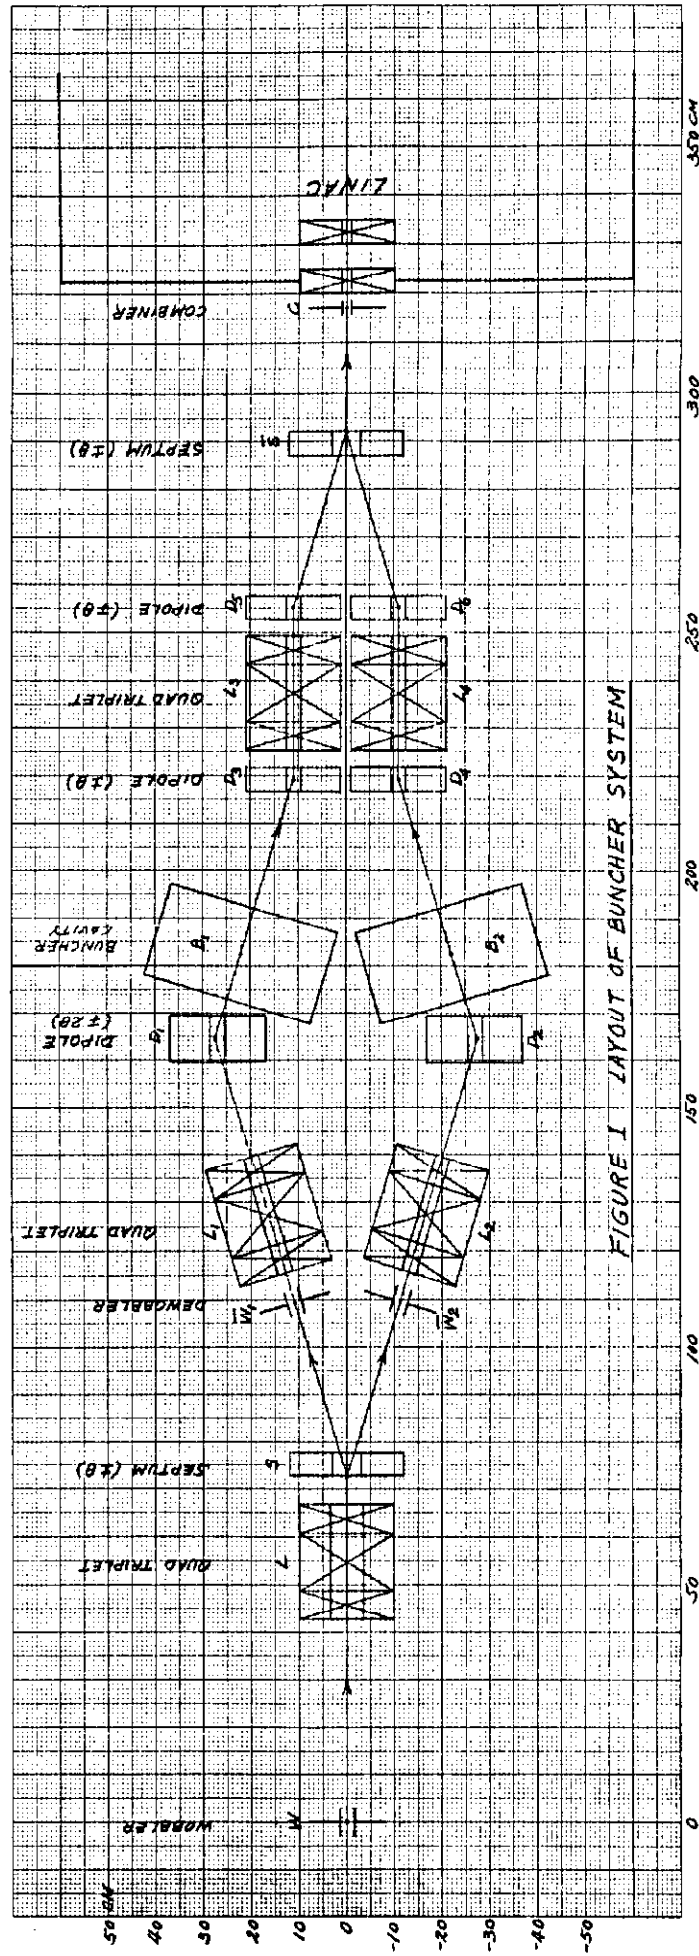 WOBBLER
QUAD TRIPLET
SEPTUM (±θ)
DEWOBBLER
QUAD TRIPLET
DIPOLE
(∓2θ)
BUNCHER
CAVITY
DIPOLE (±θ)
QUAD TRIPLET
DIPOLE (∓θ)
SEPTUM (±θ)
COMBINER
LINAC
W
L
S
W̅₁
L₁
D₁
B₁
D₃
L₃
D₅
S̅
C
W̅₂
L₂
D₂
B₂
D₄
L₄
D₆
50 CM
40
30
20
10
0
-10
-20
-30
-40
-50
0
50
100
150
200
250
300
350 CM
FIGURE I LAYOUT OF BUNCHER SYSTEM